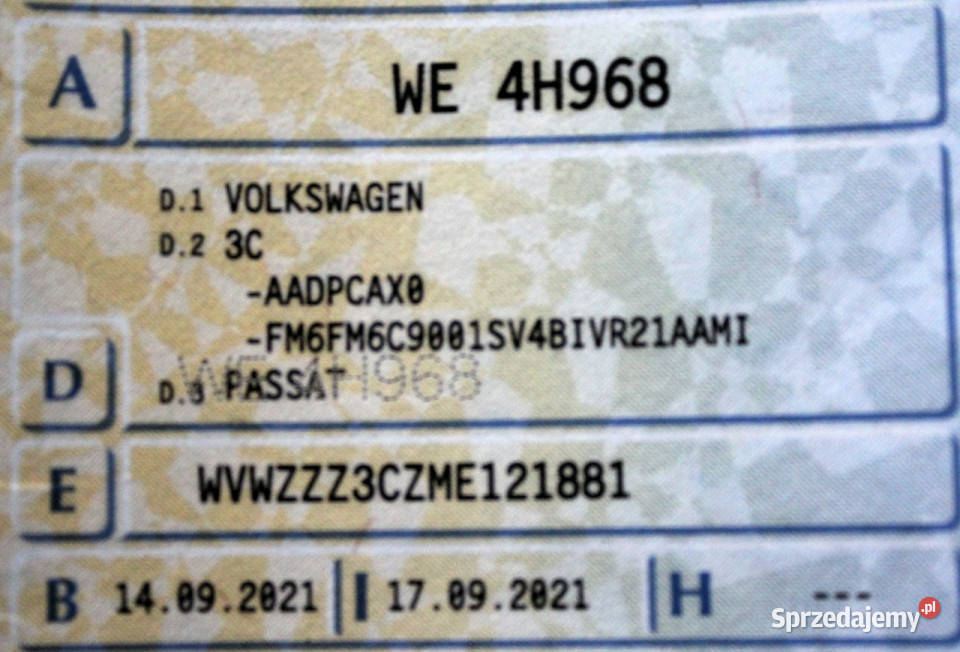 A WE 4H968
D.1 VOLKSWAGEN
D.2 3C
-AADPCAX0
-FM6FM6C9001SV4BIVR21AAMI
WE 4H968
D D.3 PASSAT
E WVWZZZ3CZME121881
B 14.09.2021 I 17.09.2021 H ---
Sprzedajemy.pl